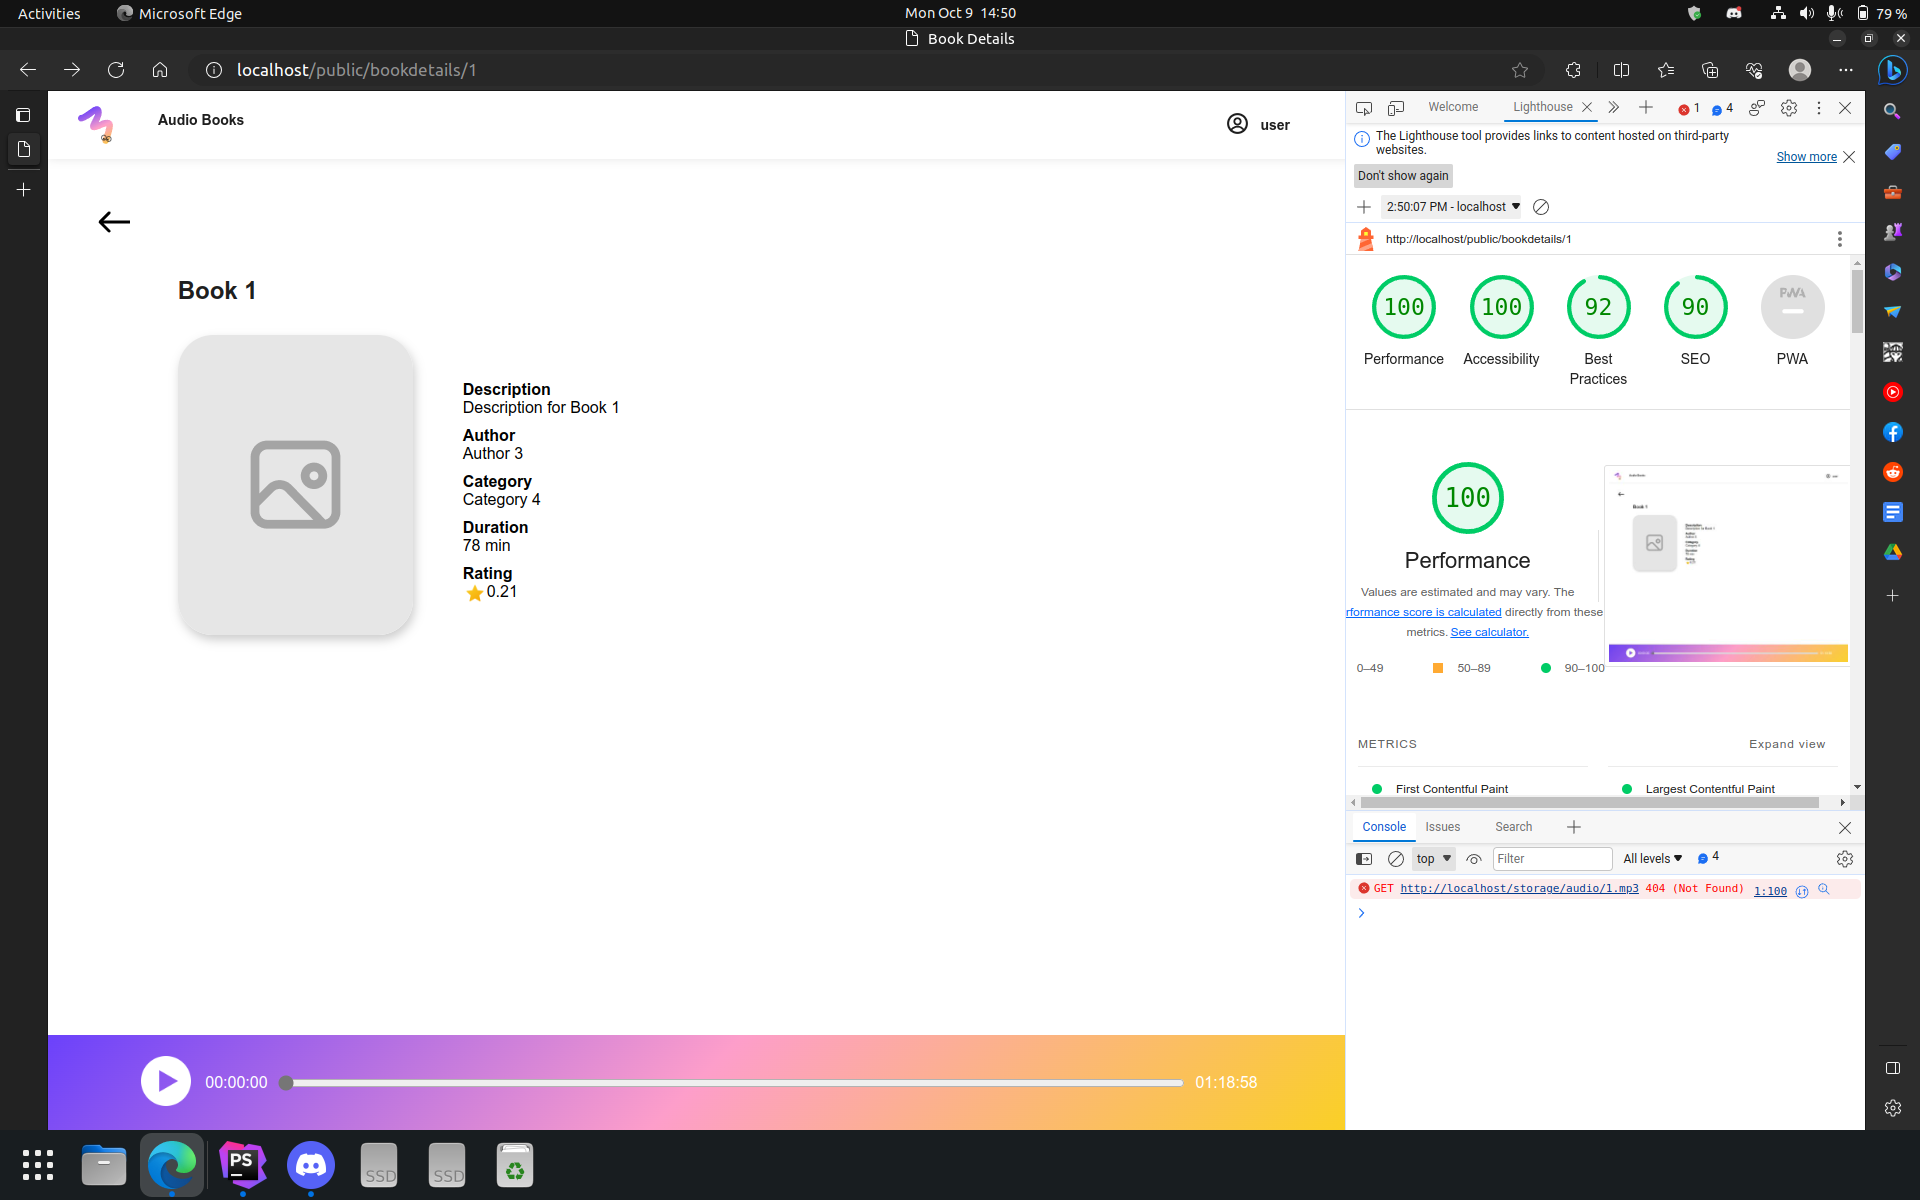 Activities
Microsoft Edge
Mon Oct 9 14:50
79 %
Book Details
localhost/public/bookdetails/1
Audio Books
user
Book 1
Description
Description for Book 1
Author
Author 3
Category
Category 4
Duration
78 min
Rating
0.21
00:00:00
01:18:58
Welcome
Lighthouse
1
4
The Lighthouse tool provides links to content hosted on third-party
websites.
Show more
Don't show again
2:50:07 PM - localhost
http://localhost/public/bookdetails/1
100
100
92
90
PWA
Performance
Accessibility
Best
Practices
SEO
PWA
100
Performance
Values are estimated and may vary. The
rformance score is calculated directly from these
metrics. See calculator.
0–49
50–89
90–100
Book 1
METRICS
Expand view
First Contentful Paint
Largest Contentful Paint
Console
Issues
Search
top
Filter
All levels
4
GET http://localhost/storage/audio/1.mp3 404 (Not Found)
1:100
PS
SSD
SSD